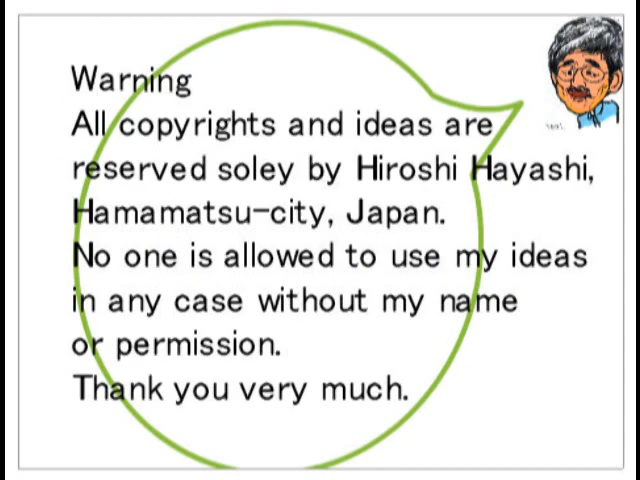 Warning
All copyrights and ideas are
reserved soley by Hiroshi Hayashi,
Hamamatsu-city, Japan.
No one is allowed to use my ideas
in any case without my name
or permission.
Thank you very much.